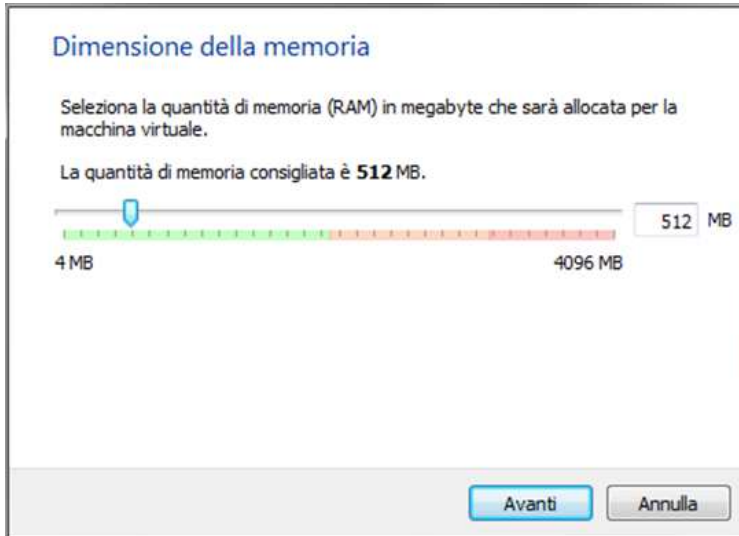 Dimensione della memoria
Seleziona la quantità di memoria (RAM) in megabyte che sarà allocata per la
macchina virtuale.
La quantità di memoria consigliata è 512 MB.
512 MB
4 MB 4096 MB
Avanti Annulla